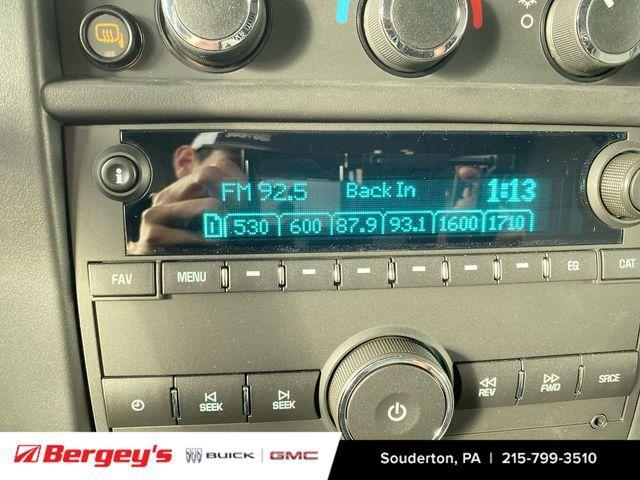 FM 92.5 Back In 1:13
1 530 600 87.9 93.1 1600 1710
i
FAV MENU EQ CAT
SEEK SEEK REV FWD SRCE
Bergey's BUICK GMC Souderton, PA | 215-799-3510